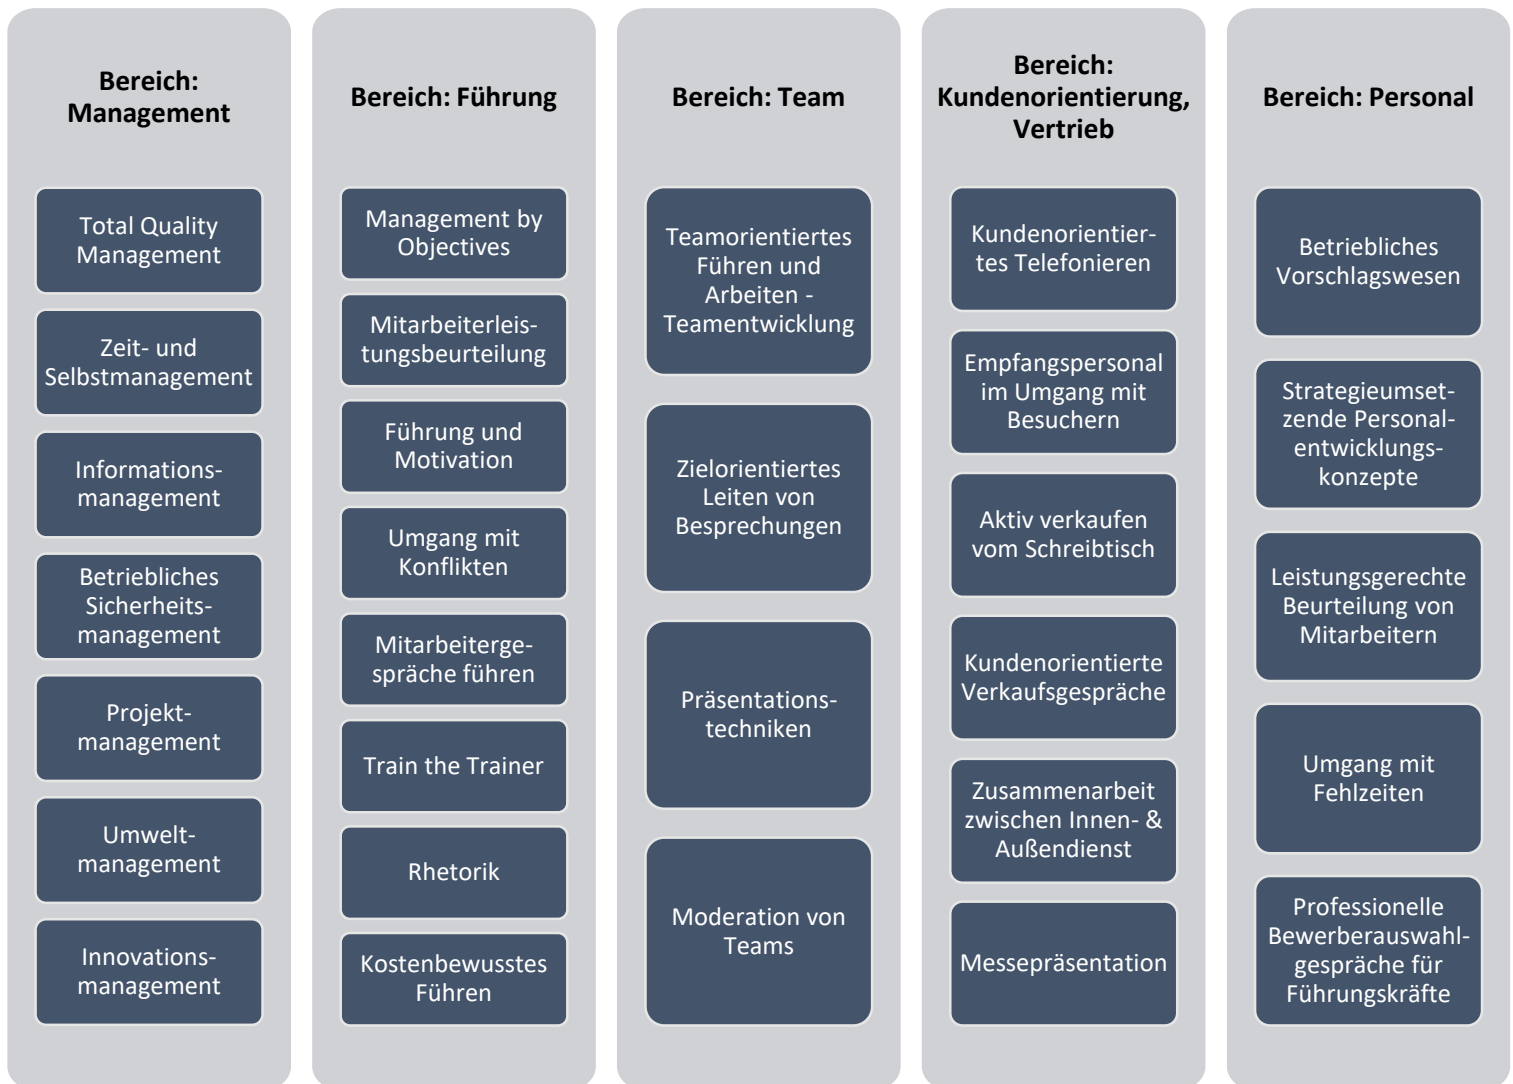 Bereich:
Management
Total Quality
Management
Zeit- und
Selbstmanagement
Informations-
management
Betriebliches
Sicherheits-
management
Projekt-
management
Umwelt-
management
Innovations-
management
Bereich: Führung
Management by
Objectives
Mitarbeiterleis-
tungsbeurteilung
Führung und
Motivation
Umgang mit
Konflikten
Mitarbeiterge-
spräche führen
Train the Trainer
Rhetorik
Kostenbewusstes
Führen
Bereich: Team
Teamorientiertes
Führen und
Arbeiten -
Teamentwicklung
Zielorientiertes
Leiten von
Besprechungen
Präsentations-
techniken
Moderation von
Teams
Bereich:
Kundenorientierung,
Vertrieb
Kundenorientier-
tes Telefonieren
Empfangspersonal
im Umgang mit
Besuchern
Aktiv verkaufen
vom Schreibtisch
Kundenorientierte
Verkaufsgespräche
Zusammenarbeit
zwischen Innen- &
Außendienst
Messepräsentation
Bereich: Personal
Betriebliches
Vorschlagswesen
Strategieumset-
zende Personal-
entwicklungs-
konzepte
Leistungsgerechte
Beurteilung von
Mitarbeitern
Umgang mit
Fehlzeiten
Professionelle
Bewerberauswahl-
gespräche für
Führungskräfte